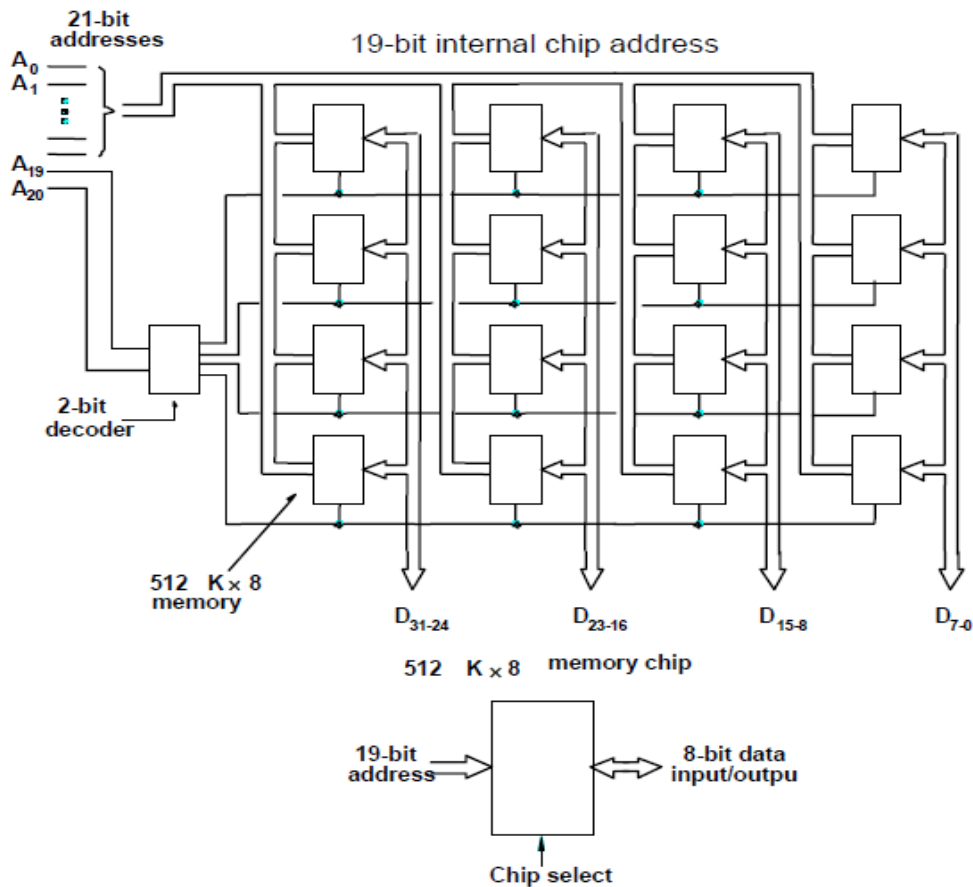 21-bit
addresses
19-bit internal chip address
A0
A1
A19
A20
2-bit
decoder
512 K × 8
memory
D31-24
D23-16
D15-8
D7-0
512 K × 8 memory chip
19-bit
address
8-bit data
input/outpu
Chip select